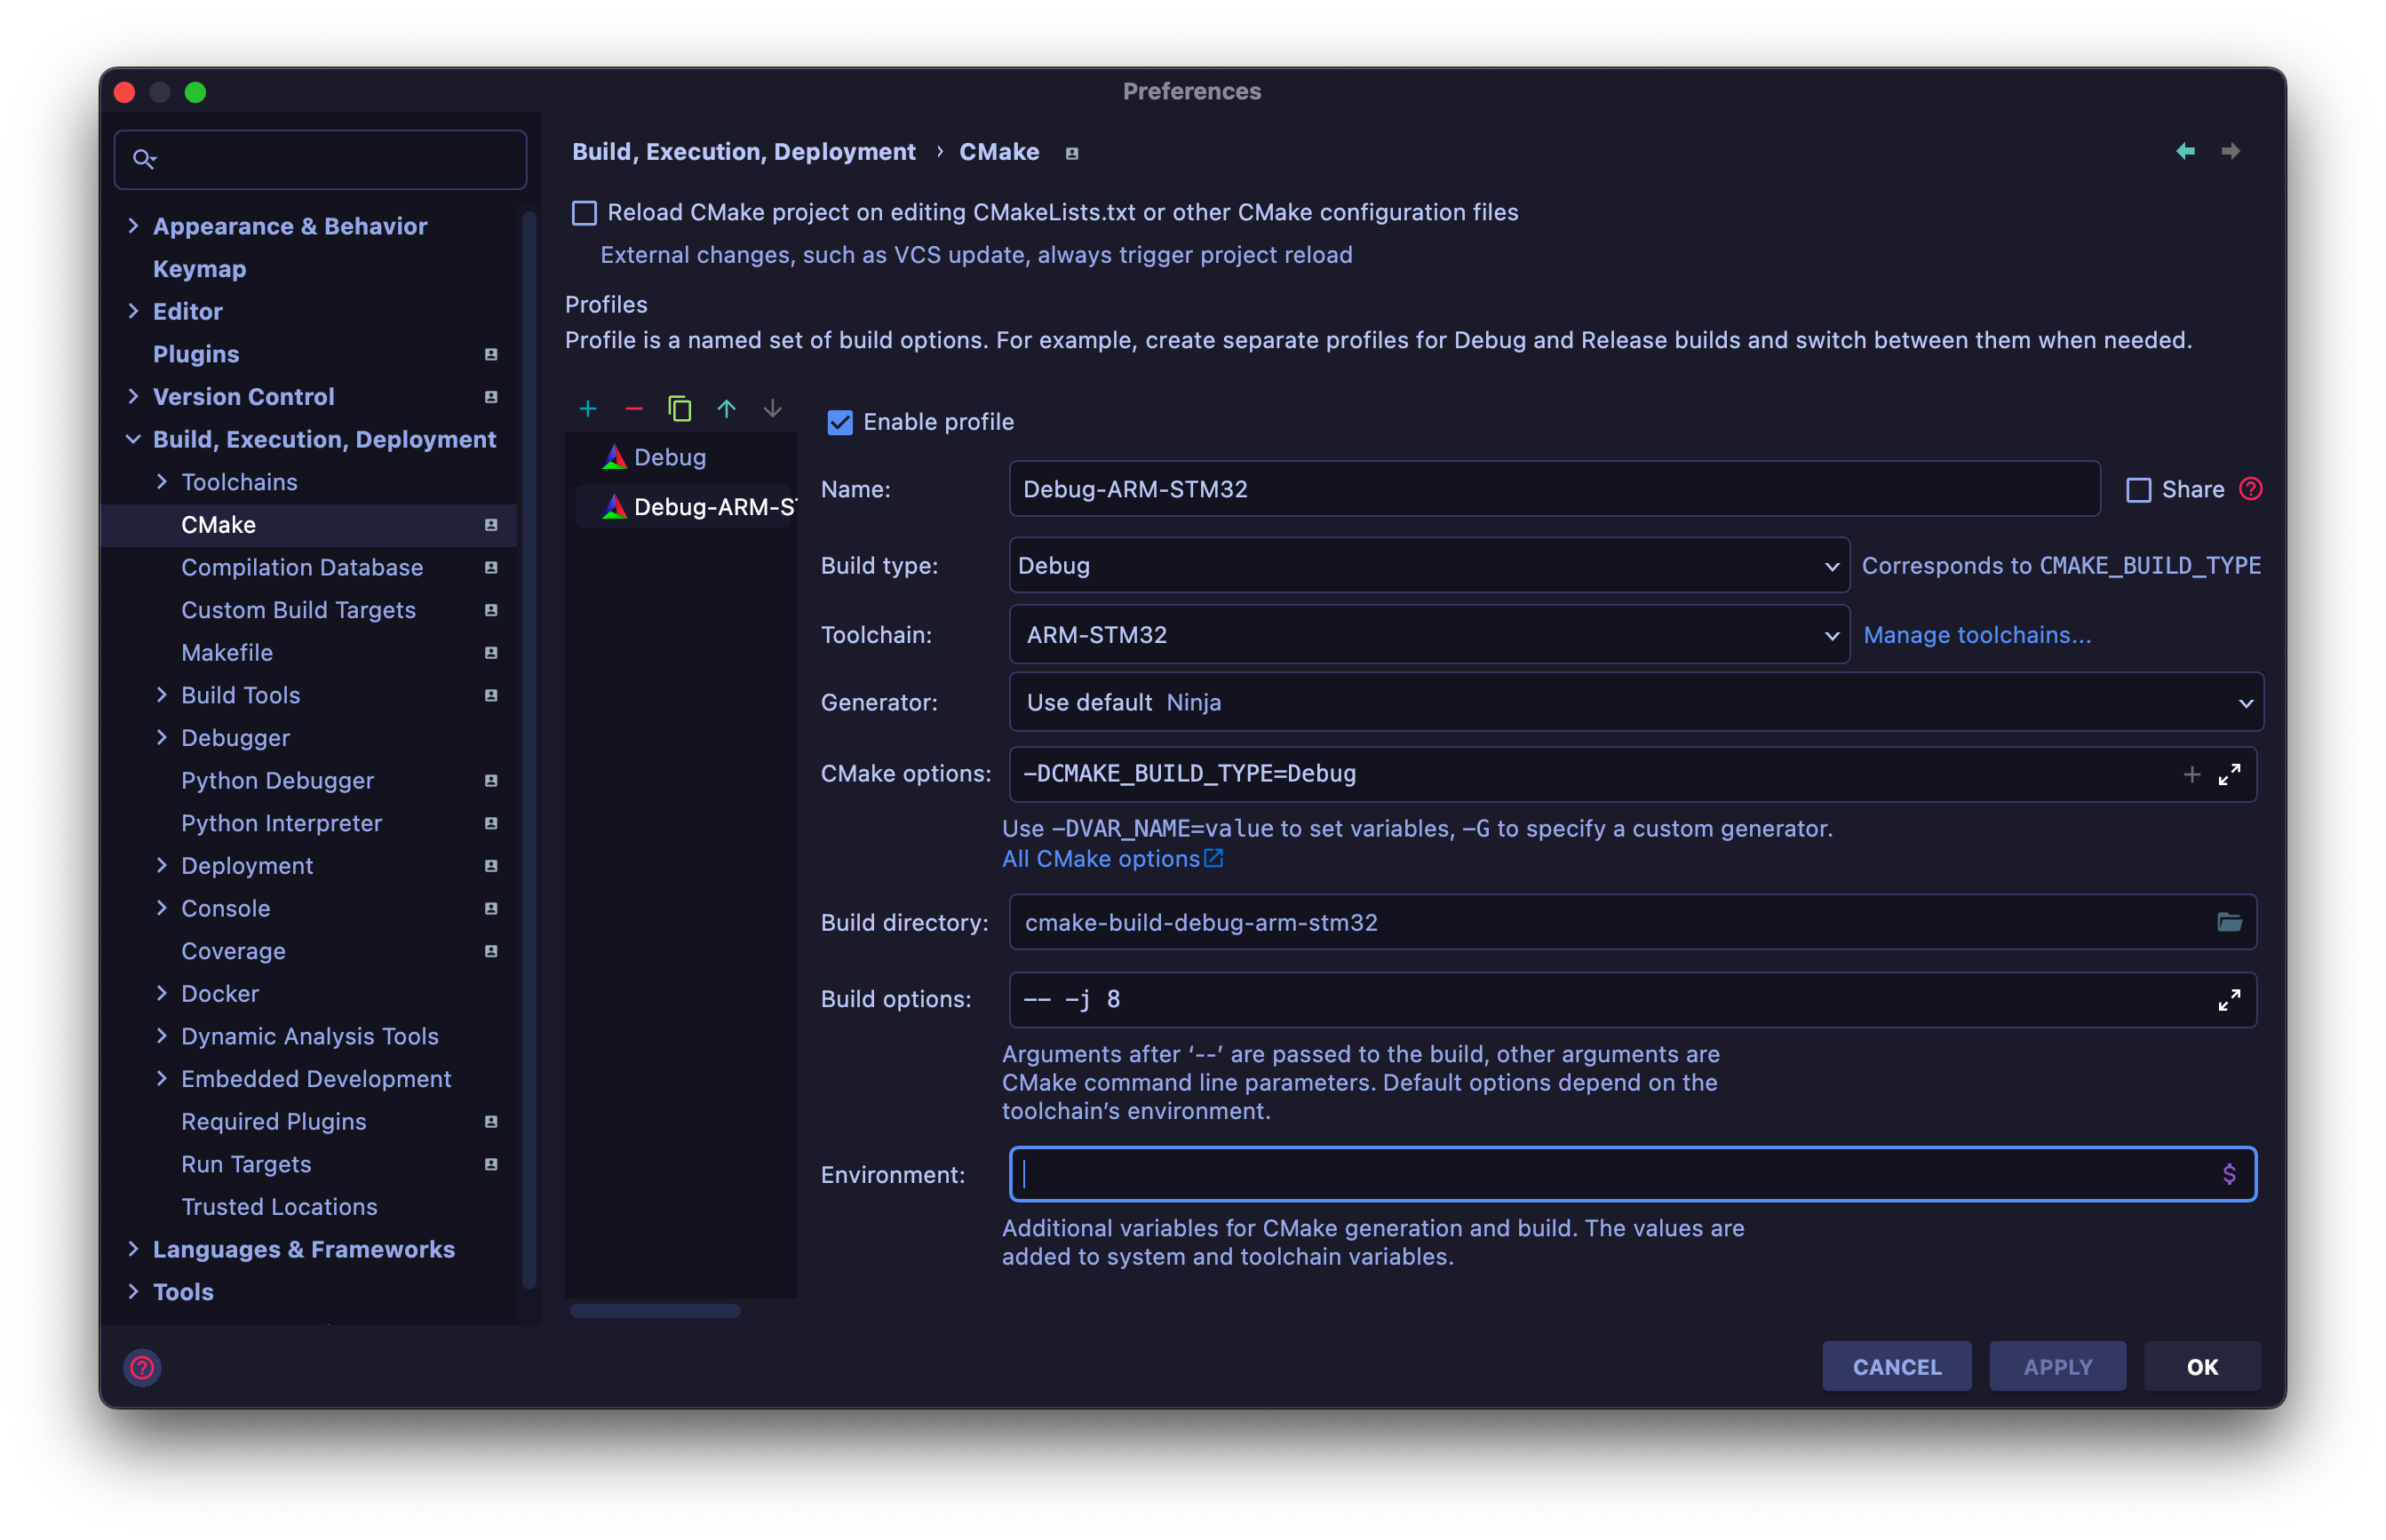 Preferences
Appearance & Behavior
Keymap
Editor
Plugins
Version Control
Build, Execution, Deployment
Toolchains
CMake
Compilation Database
Custom Build Targets
Makefile
Build Tools
Debugger
Python Debugger
Python Interpreter
Deployment
Console
Coverage
Docker
Dynamic Analysis Tools
Embedded Development
Required Plugins
Run Targets
Trusted Locations
Languages & Frameworks
Tools
Build, Execution, Deployment › CMake
Reload CMake project on editing CMakeLists.txt or other CMake configuration files
External changes, such as VCS update, always trigger project reload
Profiles
Profile is a named set of build options. For example, create separate profiles for Debug and Release builds and switch between them when needed.
Debug
Debug-ARM-S
Enable profile
Name: Debug-ARM-STM32 Share
Build type: Debug Corresponds to CMAKE_BUILD_TYPE
Toolchain: ARM-STM32 Manage toolchains...
Generator: Use default Ninja
CMake options: -DCMAKE_BUILD_TYPE=Debug
Use -DVAR_NAME=value to set variables, -G to specify a custom generator.
All CMake options
Build directory: cmake-build-debug-arm-stm32
Build options: -- -j 8
Arguments after ‘--’ are passed to the build, other arguments are
CMake command line parameters. Default options depend on the
toolchain’s environment.
Environment: $
Additional variables for CMake generation and build. The values are
added to system and toolchain variables.
CANCEL APPLY OK